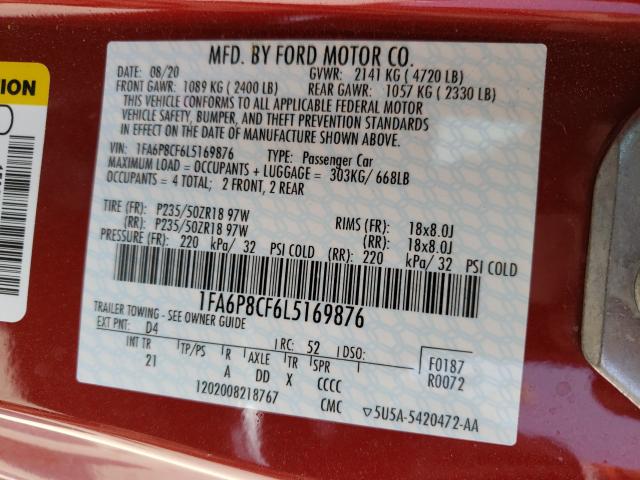 MFD. BY FORD MOTOR CO.
DATE: 08/20 GVWR: 2141 KG ( 4720 LB)
FRONT GAWR: 1089 KG ( 2400 LB) REAR GAWR: 1057 KG ( 2330 LB)
THIS VEHICLE CONFORMS TO ALL APPLICABLE FEDERAL MOTOR
VEHICLE SAFETY, BUMPER, AND THEFT PREVENTION STANDARDS
IN EFFECT ON THE DATE OF MANUFACTURE SHOWN ABOVE.
VIN: 1FA6P8CF6L5169876 TYPE: Passenger Car
MAXIMUM LOAD = OCCUPANTS + LUGGAGE = 303KG/ 668LB
OCCUPANTS = 4 TOTAL; 2 FRONT, 2 REAR
TIRE (FR): P235/50ZR18 97W RIMS (FR): 18x8.0J
(RR): P235/50ZR18 97W (RR): 18x8.0J
PRESSURE (FR): 220 kPa/ 32 PSI COLD (RR): 220 kPa/ 32 PSI COLD
1FA6P8CF6L5169876
TRAILER TOWING - SEE OWNER GUIDE
EXT PNT: D4 RC: 52 DSO:
INT TR TP/PS R AXLE TR SPR F0187
21 A DD X CCCC R0072
1202008218767 CMC ▽5U5A-5420472-AA
TION